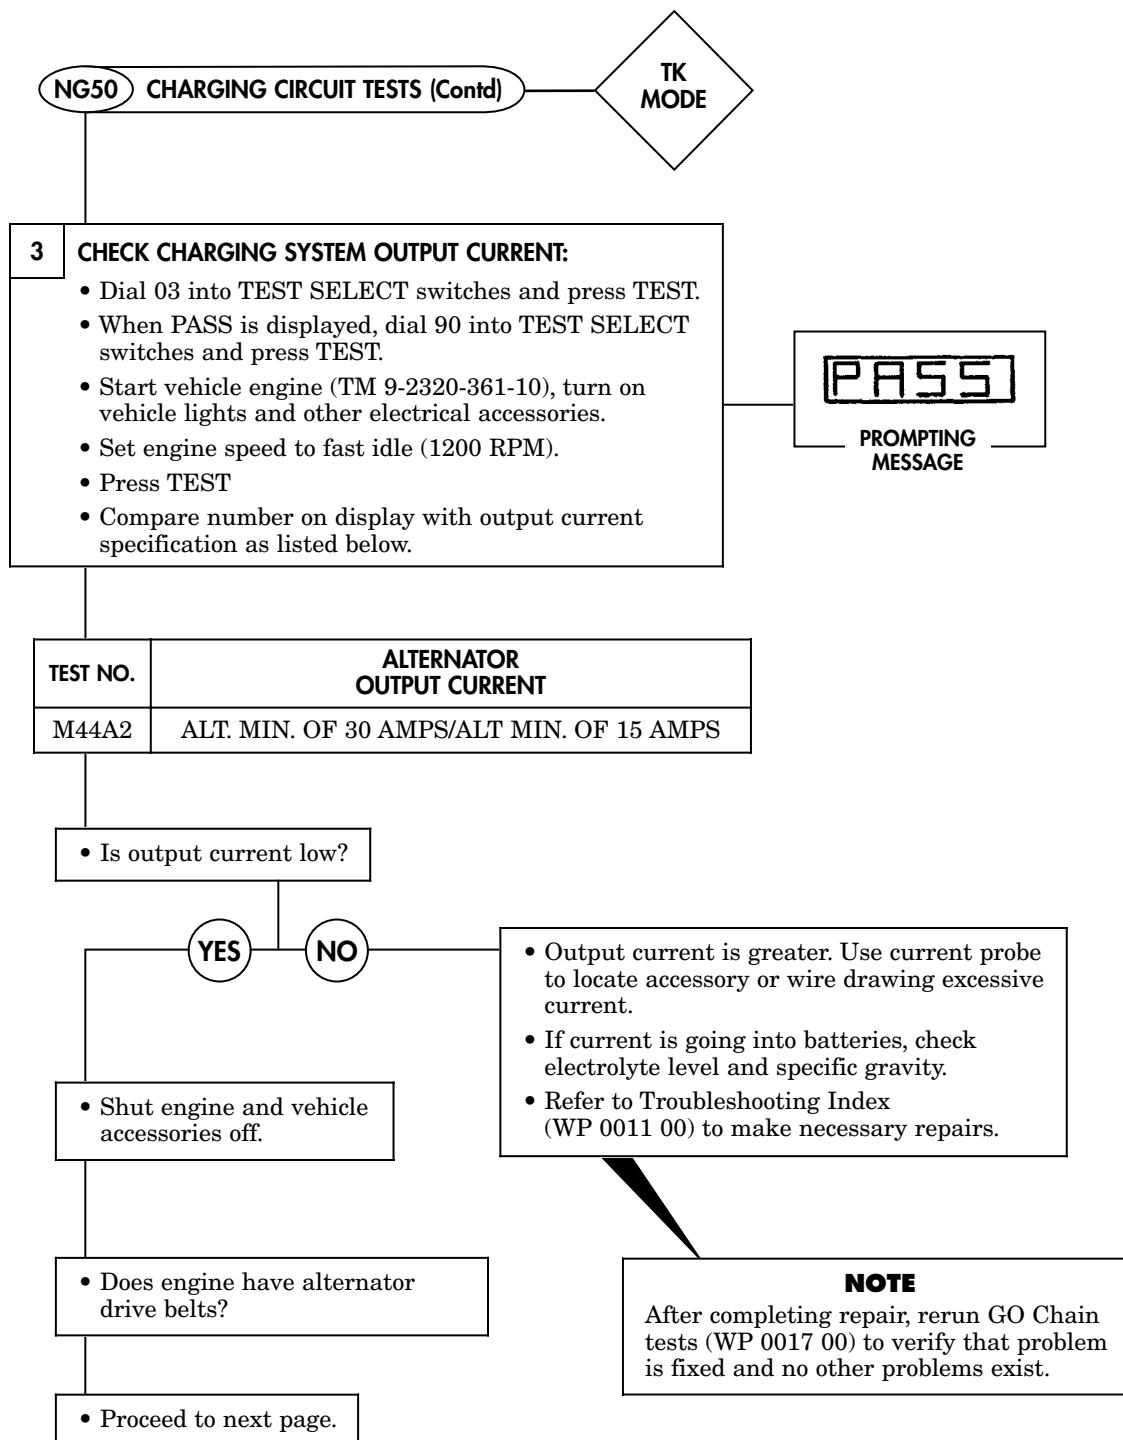 NG50 CHARGING CIRCUIT TESTS (Contd)
TK
MODE
3 CHECK CHARGING SYSTEM OUTPUT CURRENT:
• Dial 03 into TEST SELECT switches and press TEST.
• When PASS is displayed, dial 90 into TEST SELECT
switches and press TEST.
• Start vehicle engine (TM 9-2320-361-10), turn on
vehicle lights and other electrical accessories.
• Set engine speed to fast idle (1200 RPM).
• Press TEST
• Compare number on display with output current
specification as listed below.
PASS
PROMPTING
MESSAGE
TEST NO.
ALTERNATOR
OUTPUT CURRENT
M44A2
ALT. MIN. OF 30 AMPS/ALT MIN. OF 15 AMPS
• Is output current low?
YES
NO
• Output current is greater. Use current probe
to locate accessory or wire drawing excessive
current.
• If current is going into batteries, check
electrolyte level and specific gravity.
• Refer to Troubleshooting Index
(WP 0011 00) to make necessary repairs.
• Shut engine and vehicle
accessories off.
• Does engine have alternator
drive belts?
• Proceed to next page.
NOTE
After completing repair, rerun GO Chain
tests (WP 0017 00) to verify that problem
is fixed and no other problems exist.